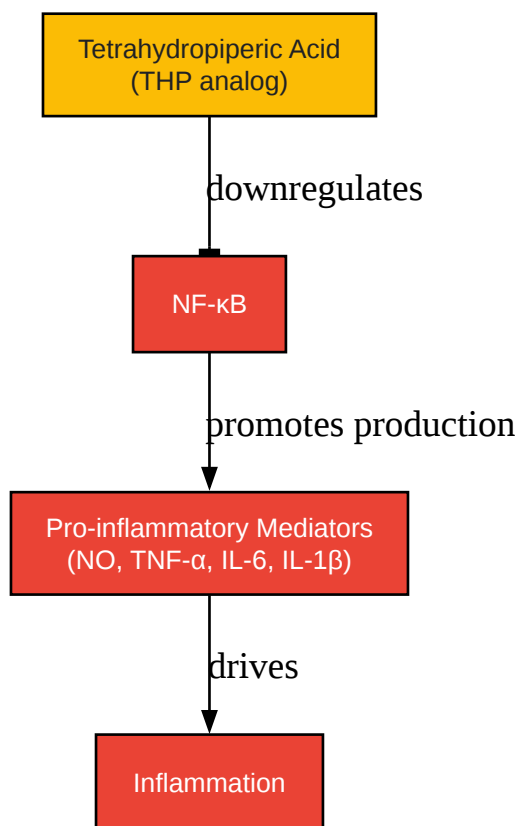 Tetrahydropiperic Acid
(THP analog)
downregulates
NF-κB
promotes production
Pro-inflammatory Mediators
(NO, TNF-α, IL-6, IL-1β)
drives
Inflammation